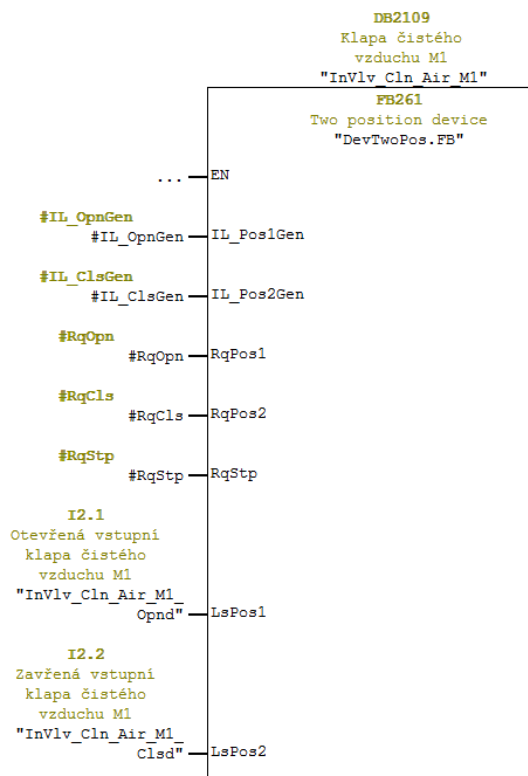 DB2109
Klapa čistého
vzduchu M1
"InVlv_Cln_Air_M1"
FB261
Two position device
"DevTwoPos.FB"
... EN
#IL_OpnGen
#IL_OpnGen IL_Pos1Gen
#IL_ClsGen
#IL_ClsGen IL_Pos2Gen
#RqOpn
#RqOpn RqPos1
#RqCls
#RqCls RqPos2
#RqStp
#RqStp RqStp
I2.1
Otevřená vstupní
klapa čistého
vzduchu M1
"InVlv_Cln_Air_M1_
Opnd" LsPos1
I2.2
Zavřená vstupní
klapa čistého
vzduchu M1
"InVlv_Cln_Air_M1_
Clsd" LsPos2